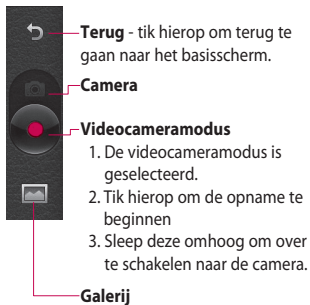 Terug - tik hierop om terug te
gaan naar het basisscherm.
Camera
Videocameramodus
1. De videocameramodus is
geselecteerd.
2. Tik hierop om de opname te
beginnen
3. Sleep deze omhoog om over
te schakelen naar de camera.
Galerij